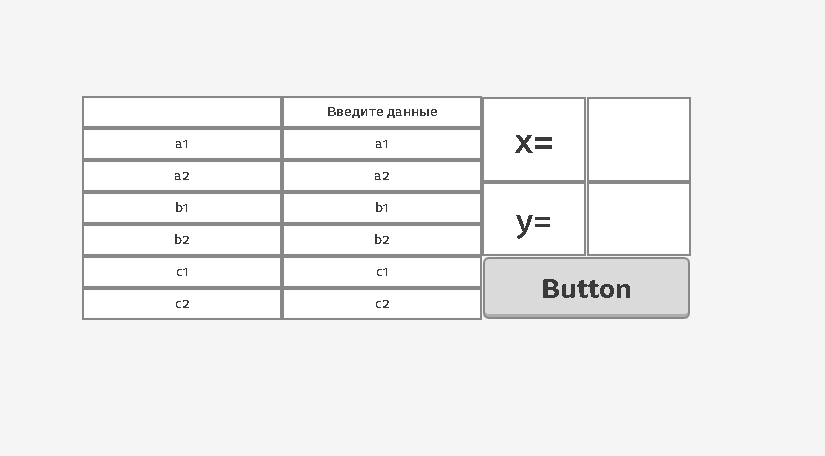 Введите данные
a1 a1
a2 a2
b1 b1
b2 b2
c1 c1
c2 c2
x=
y=
Button